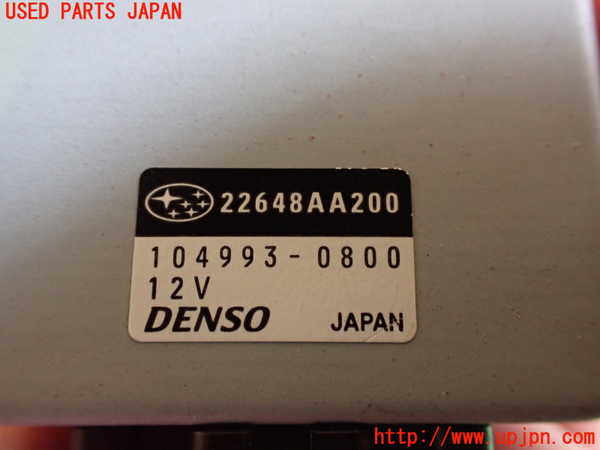 USED PARTS JAPAN
22648AA200
104993-0800
12V
DENSO JAPAN
http://www.upjpn.com